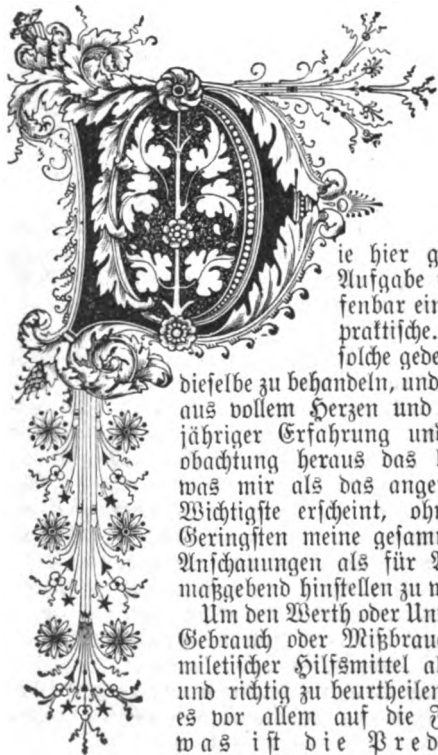 Die hier g
Aufgabe
fenbar ein
praktische.
solche gede
dieselbe zu behandeln, und
aus vollem Herzen und
jähriger Erfahrung und
obachtung heraus das
was mir als das ange
Wichtigste erscheint, ohn
Geringsten meine gesamm
Anschauungen als für A
maßgebend hinstellen zu
Um den Werth oder Un
Gebrauch oder Mißbrauc
miletischer Hilfsmittel al
und richtig zu beurtheilen
es vor allem auf die
was ist die Pred